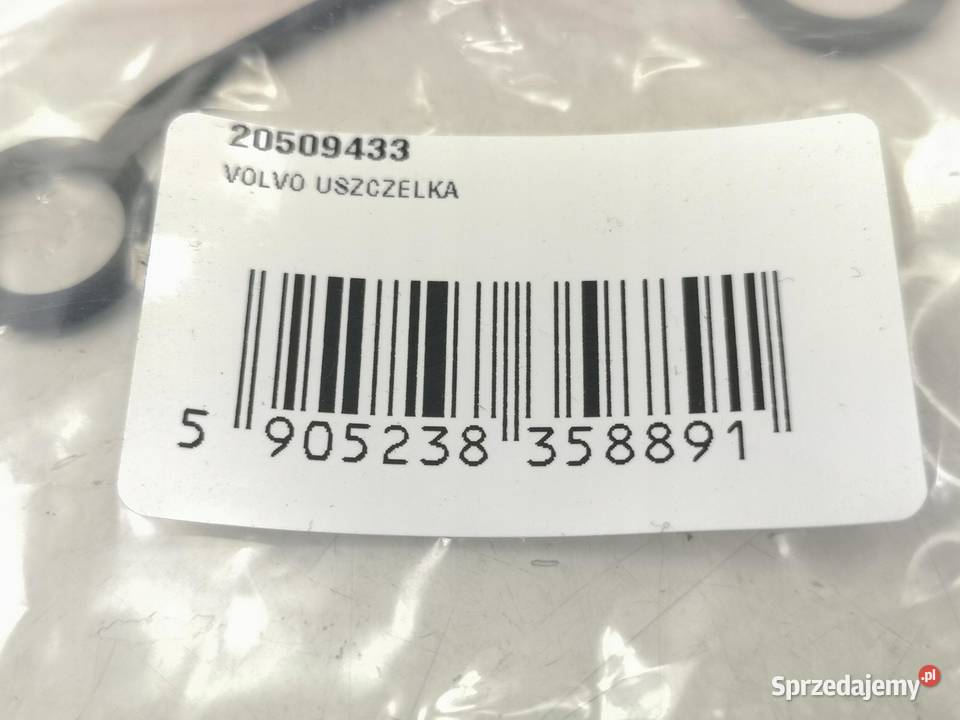 20509433
VOLVO USZCZELKA
5 905238 358891
Sprzedajemy.pl